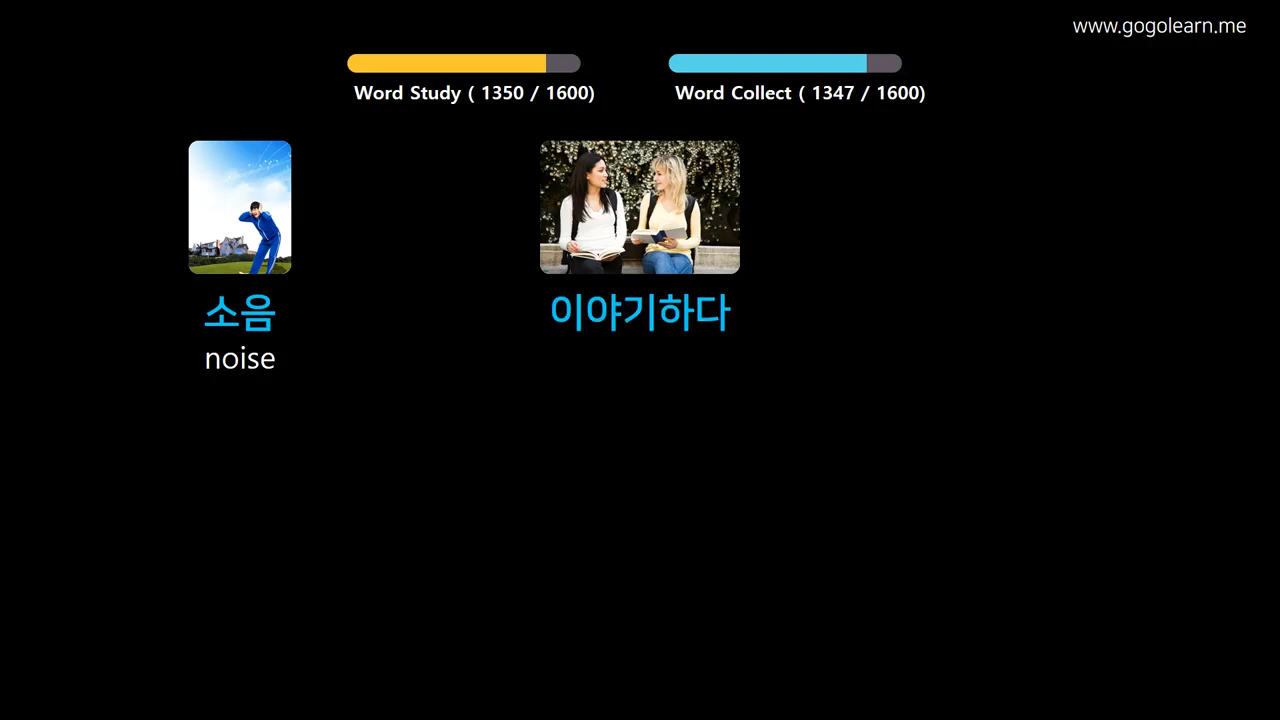 www.gogolearn.me
Word Study ( 1350 / 1600)
Word Collect ( 1347 / 1600)
소음
noise
이야기하다